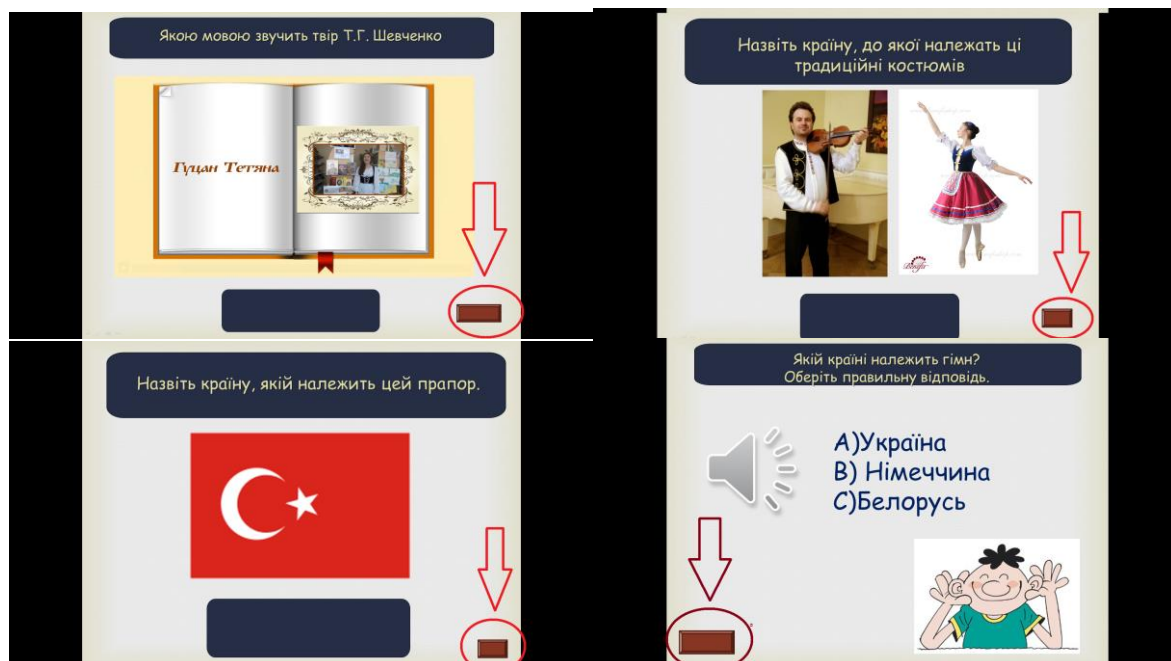 Якою мовою звучить твір Т.Г. Шевченко
Гуцан Тетяна
Назвіть країну, до якої належать ці
традиційні костюмів
Назвіть країну, якій належить цей прапор.
Якій країні належить гімн?
Оберіть правильну відповідь.
А)Україна
В) Німеччина
С)Белорусь